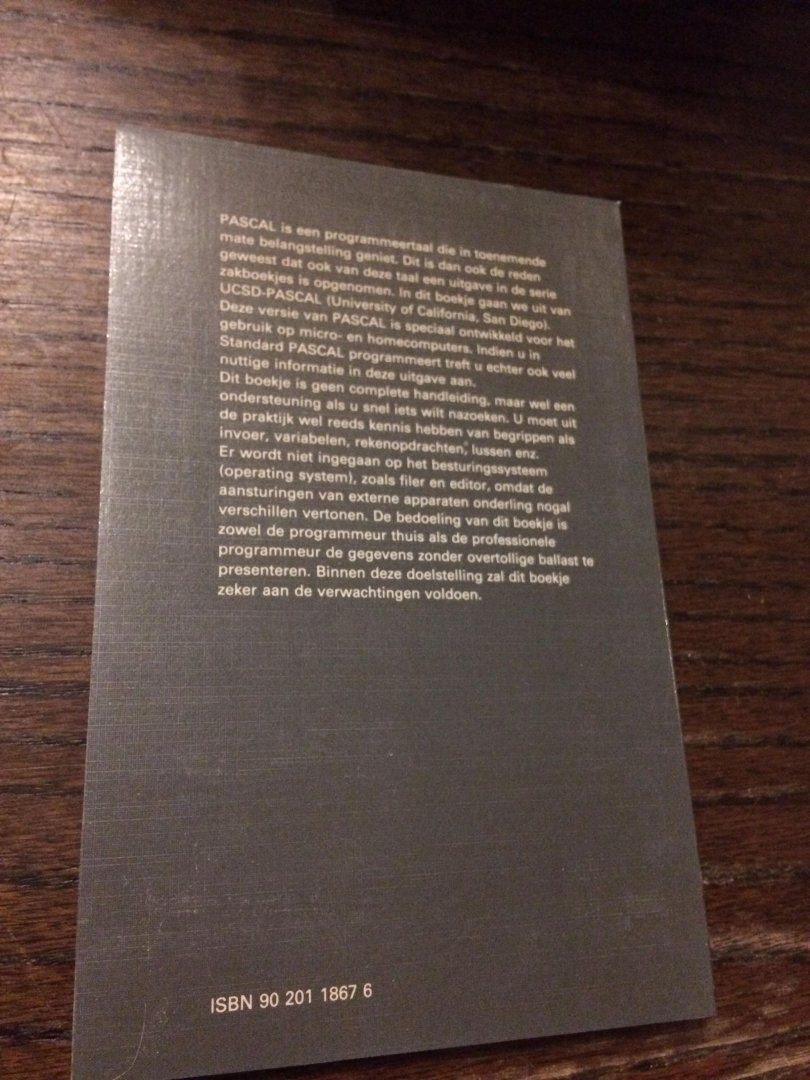 PASCAL is een programmeertaal die in toenemende
mate belangstelling geniet. Dit is dan ook de reden
geweest dat ook van deze taal een uitgave in de serie
zakboekjes is opgenomen. In dit boekje gaan we uit van
UCSD-PASCAL (University of California, San Diego).
Deze versie van PASCAL is speciaal ontwikkeld voor het
gebruik op micro- en homecomputers. Indien u in
Standard PASCAL programmeert treft u echter ook veel
nuttige informatie in deze uitgave aan.
Dit boekje is geen complete handleiding, maar wel een
ondersteuning als u snel iets wilt nazoeken. U moet uit
de praktijk wel reeds kennis hebben van begrippen als
invoer, variabelen, rekenopdrachten, lussen enz.
Er wordt niet ingegaan op het besturingssysteem
(operating system), zoals filer en editor, omdat de
aansturingen van externe apparaten onderling nogal
verschillen vertonen. De bedoeling van dit boekje is
zowel de programmeur thuis als de professionele
programmeur de gegevens zonder overtollige ballast te
presenteren. Binnen deze doelstelling zal dit boekje
zeker aan de verwachtingen voldoen.
ISBN 90 201 1867 6